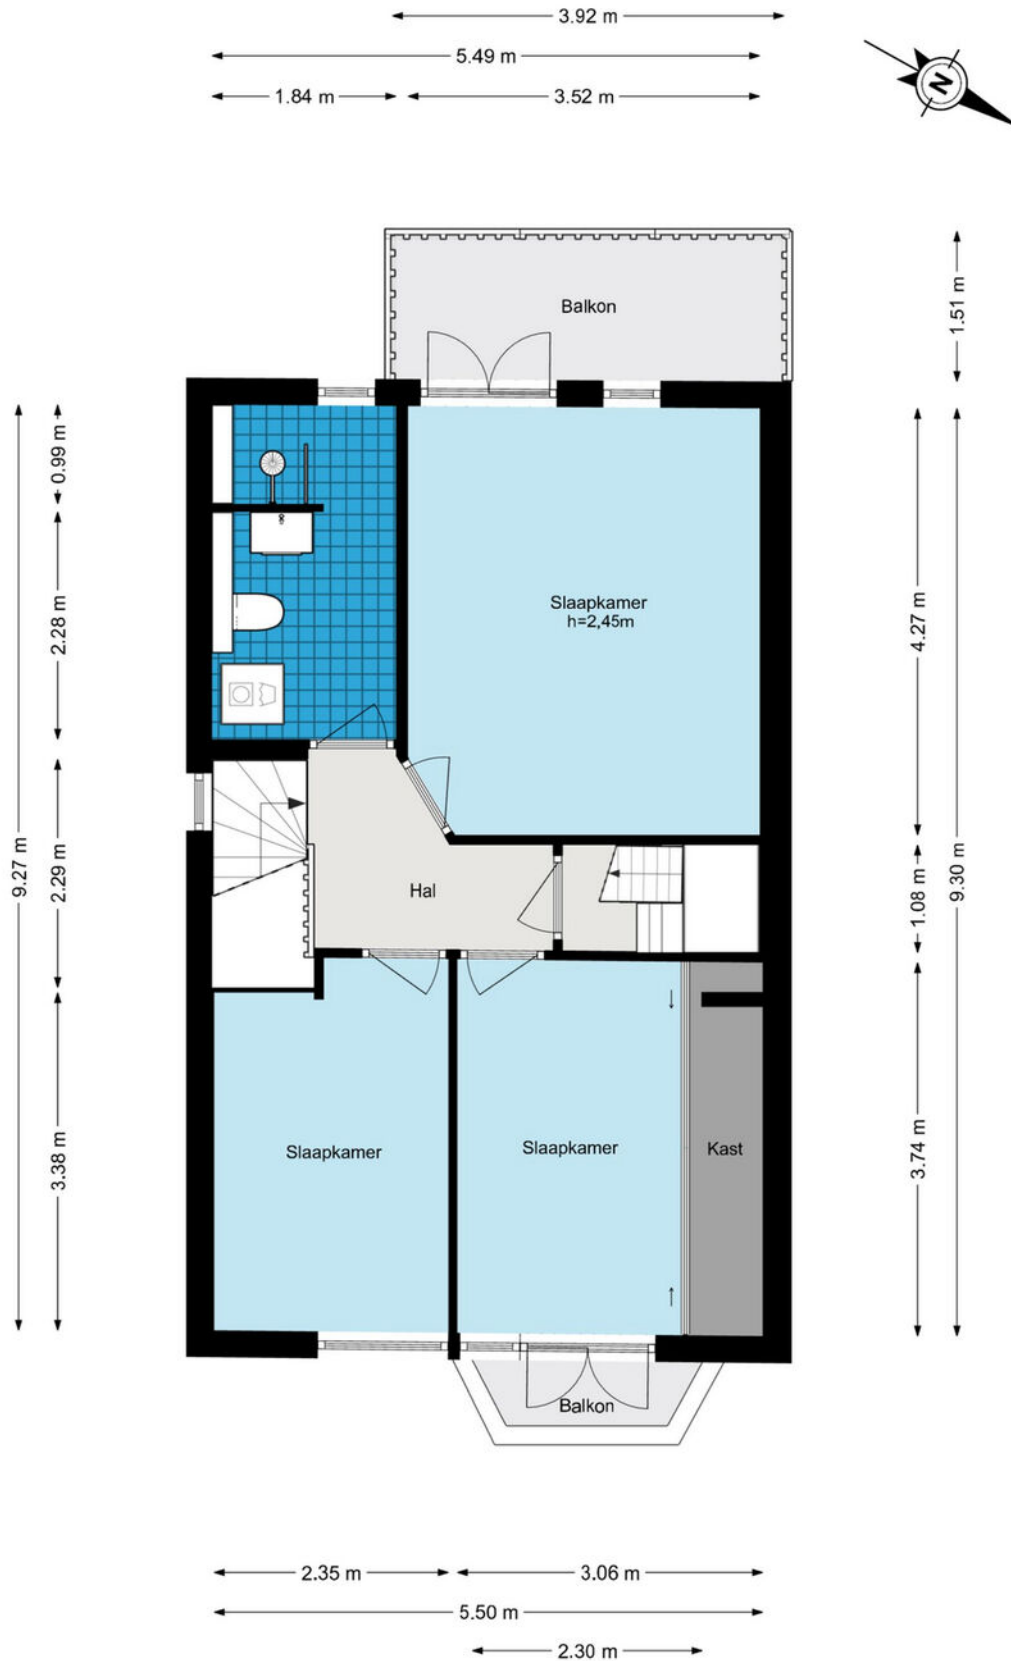 3.92 m
5.49 m
1.84 m
3.52 m
N
Balkon
1.51 m
0.99 m
2.28 m
Slaapkamer
h=2,45m
4.27 m
9.27 m
2.29 m
Hal
1.08 m
9.30 m
3.38 m
Slaapkamer
Slaapkamer
Kast
3.74 m
Balkon
2.35 m
3.06 m
5.50 m
2.30 m